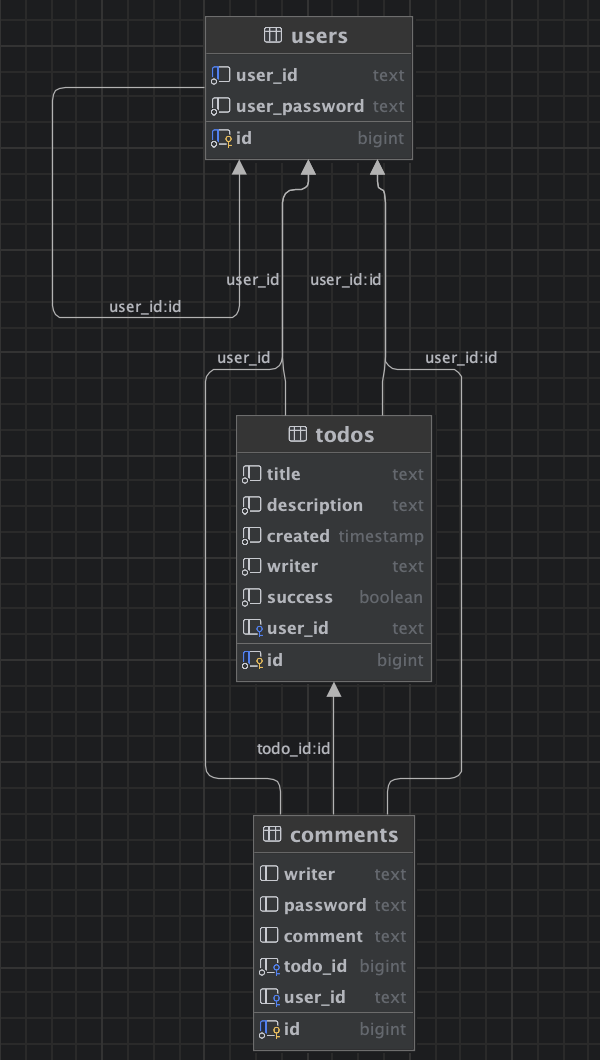 users
user_id text
user_password text
id bigint
user_id user_id:id
user_id:id
user_id user_id:id
todos
title text
description text
created timestamp
writer text
success boolean
user_id text
id bigint
todo_id:id
comments
writer text
password text
comment text
todo_id bigint
user_id text
id bigint